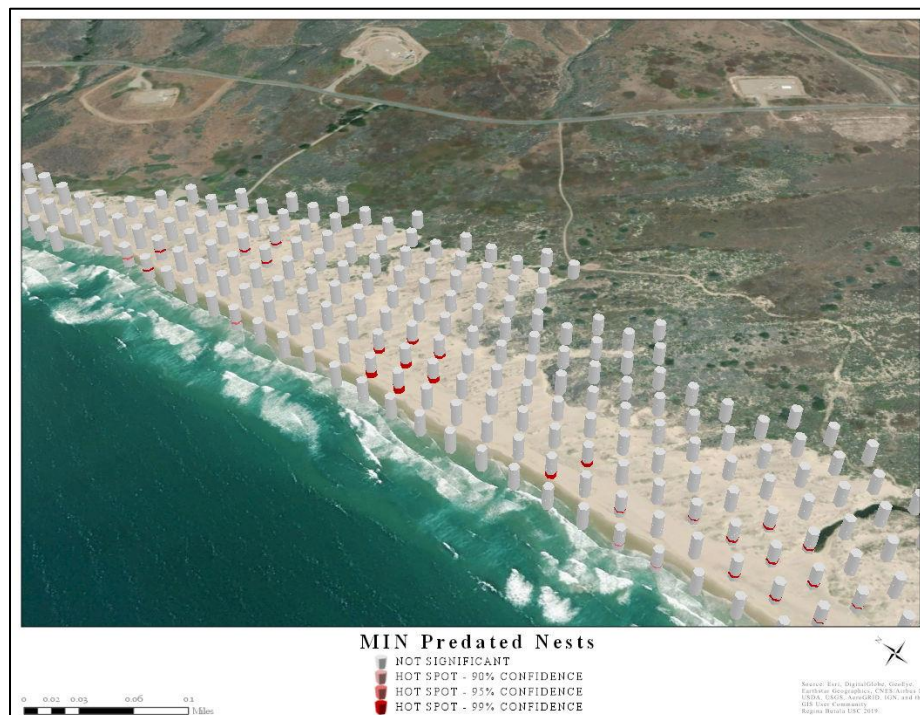 MIN Predated Nests
NOT SIGNIFICANT
HOT SPOT - 90% CONFIDENCE
HOT SPOT - 95% CONFIDENCE
HOT SPOT - 99% CONFIDENCE
0 0.02 0.03 0.06 0.1
Miles
Source: Esri, DigitalGlobe, GeoEye,
Earthstar Geographics, CNES/Airbus
USDA, USGS, AeroGRID, IGN, and the
GIS User Community
Regina Butala USC 2019